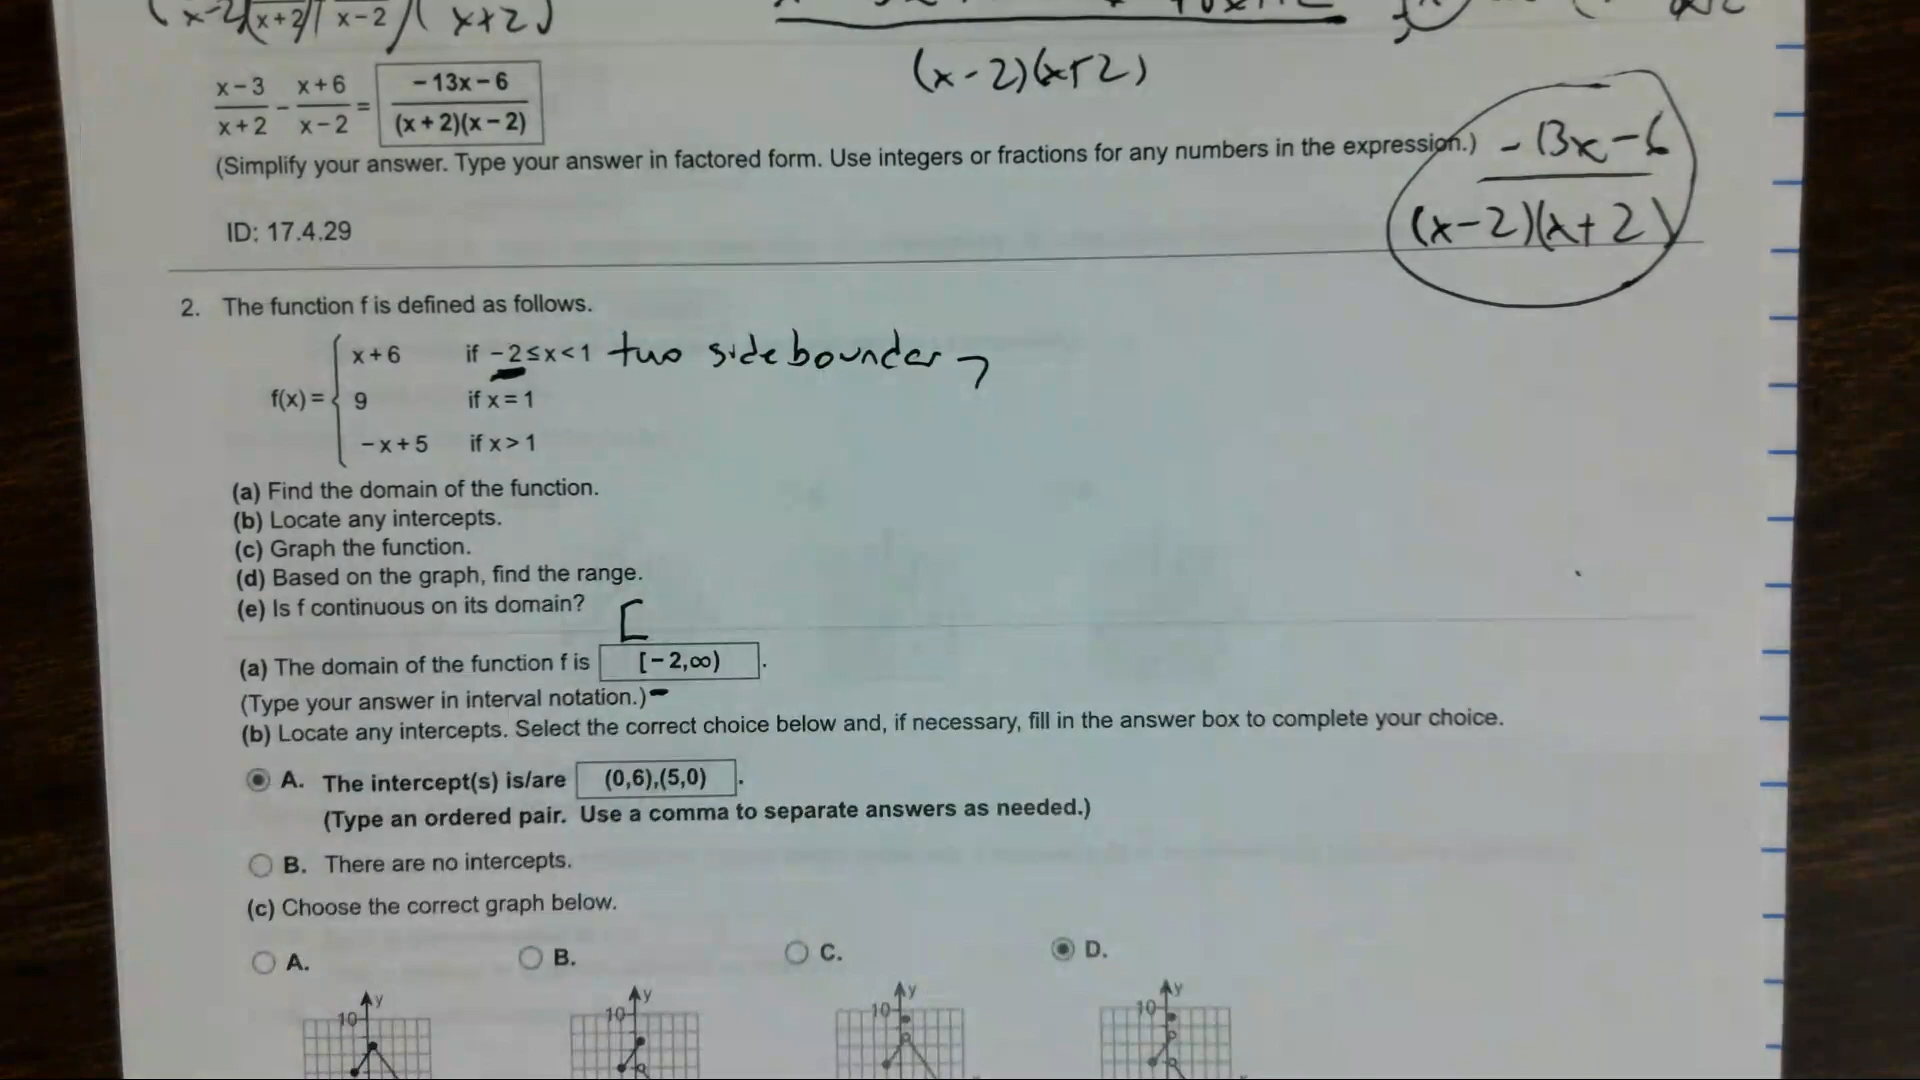 (x-2)(x+2)
x-3/x+2 - x+6/x-2 = -13x-6/(x+2)(x-2)
(Simplify your answer. Type your answer in factored form. Use integers or fractions for any numbers in the expression.)
-13x-6
(x-2)(x+2)
ID: 17.4.29
2. The function f is defined as follows.
x+6 if -2≤x<1 two side boundary
f(x)= 9 if x=1
-x+5 if x>1
(a) Find the domain of the function.
(b) Locate any intercepts.
(c) Graph the function.
(d) Based on the graph, find the range.
(e) Is f continuous on its domain?
[
(a) The domain of the function f is [-2,∞).
(Type your answer in interval notation.)
(b) Locate any intercepts. Select the correct choice below and, if necessary, fill in the answer box to complete your choice.
A. The intercept(s) is/are (0,6),(5,0).
(Type an ordered pair. Use a comma to separate answers as needed.)
B. There are no intercepts.
(c) Choose the correct graph below.
A. B. C. D.
y y y y
10 10 10 10